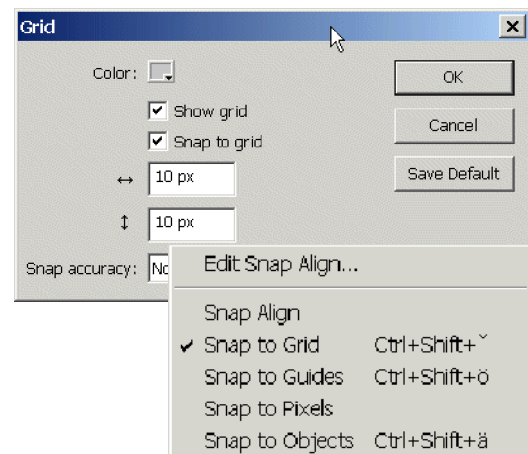 Grid
Color:
OK
Show grid
Cancel
Snap to grid
10 px
Save Default
10 px
Snap accuracy:
Edit Snap Align...
Snap Align
Snap to Grid Ctrl+Shift+ˇ
Snap to Guides Ctrl+Shift+ö
Snap to Pixels
Snap to Objects Ctrl+Shift+ä